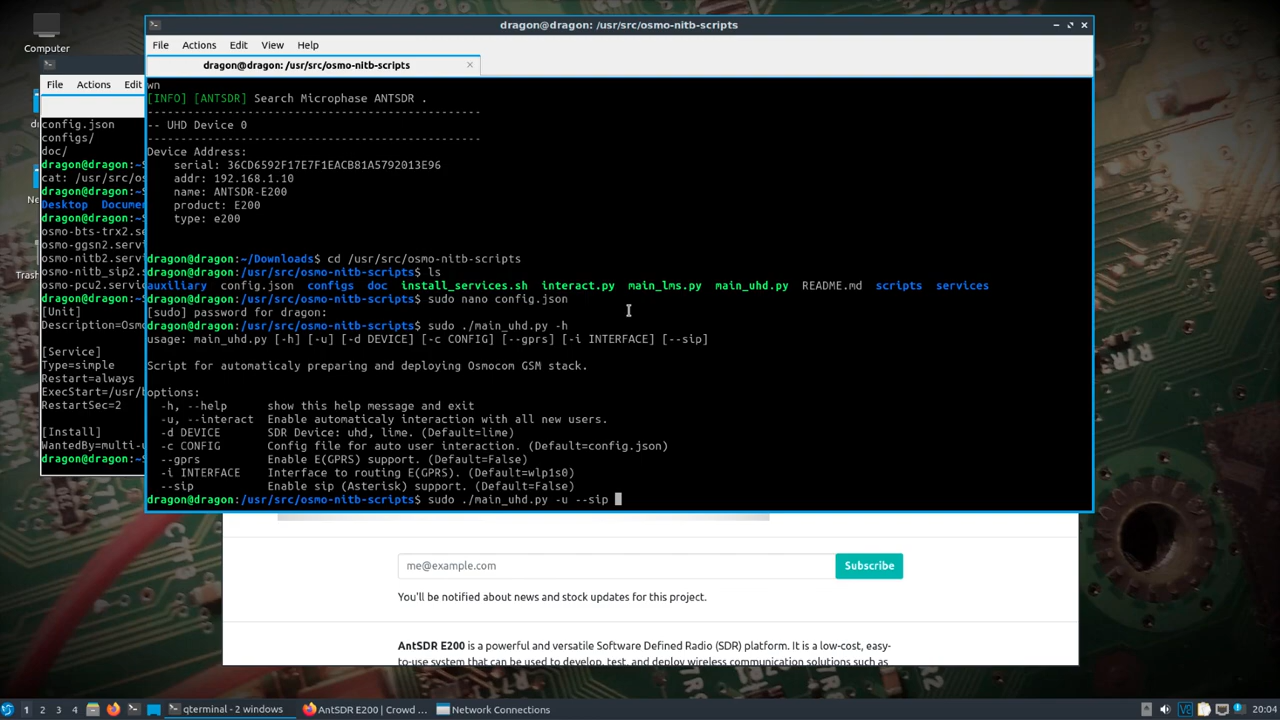 Computer
dragon@dragon: /usr/src/osmo-nitb-scripts
File Actions Edit View Help
dragon@dragon: /usr/src/osmo-nitb-scripts
File Actions Edit
wn
[INFO] [ANTSDR] Search Microphase ANTSDR .
--------------------------------------------------
-- UHD Device 0
--------------------------------------------------
Device Address:
serial: 36CD6592F17E7F1EACB81A5792013E96
addr: 192.168.1.10
name: ANTSDR-E200
product: E200
type: e200
dragon@dragon:~/Downloads$ cd /usr/src/osmo-nitb-scripts
dragon@dragon:/usr/src/osmo-nitb-scripts$ ls
auxiliary config.json configs doc install_services.sh interact.py main_lms.py main_uhd.py README.md scripts services
dragon@dragon:/usr/src/osmo-nitb-scripts$ sudo nano config.json
[sudo] password for dragon:
dragon@dragon:/usr/src/osmo-nitb-scripts$ sudo ./main_uhd.py -h
usage: main_uhd.py [-h] [-u] [-d DEVICE] [-c CONFIG] [--gprs] [-i INTERFACE] [--sip]
Script for automaticaly preparing and deploying Osmocom GSM stack.
options:
-h, --help show this help message and exit
-u, --interact Enable automaticaly interaction with all new users.
-d DEVICE SDR Device: uhd, lime. (Default=lime)
-c CONFIG Config file for auto user interaction. (Default=config.json)
--gprs Enable E(GPRS) support. (Default=False)
-i INTERFACE Interface to routing E(GPRS). (Default=wlp1s0)
--sip Enable sip (Asterisk) support. (Default=False)
dragon@dragon:/usr/src/osmo-nitb-scripts$ sudo ./main_uhd.py -u --sip
config.json
configs/
doc/
dragon@dragon:~$
cat: /usr/src/os
dragon@dragon:~$
Desktop Docume
dragon@dragon:~$
osmo-bts-trx2.serv
osmo-ggsn2.servi
osmo-nitb2.servi
osmo-nitb_sip2.s
osmo-pcu2.servic
dragon@dragon:~$
[Unit]
Description=Osmo
[Service]
Type=simple
Restart=always
ExecStart=/usr/b
RestartSec=2
[Install]
WantedBy=multi-u
dragon@dragon:~$
Trash
me@example.com Subscribe
You'll be notified about news and stock updates for this project.
AntSDR E200 is a powerful and versatile Software Defined Radio (SDR) platform. It is a low-cost, easy-
to-use system that can be used to develop, test, and deploy wireless communication solutions such as
1 2 3 4 qterminal - 2 windows AntSDR E200 | Crowd ... Network Connections 20:04